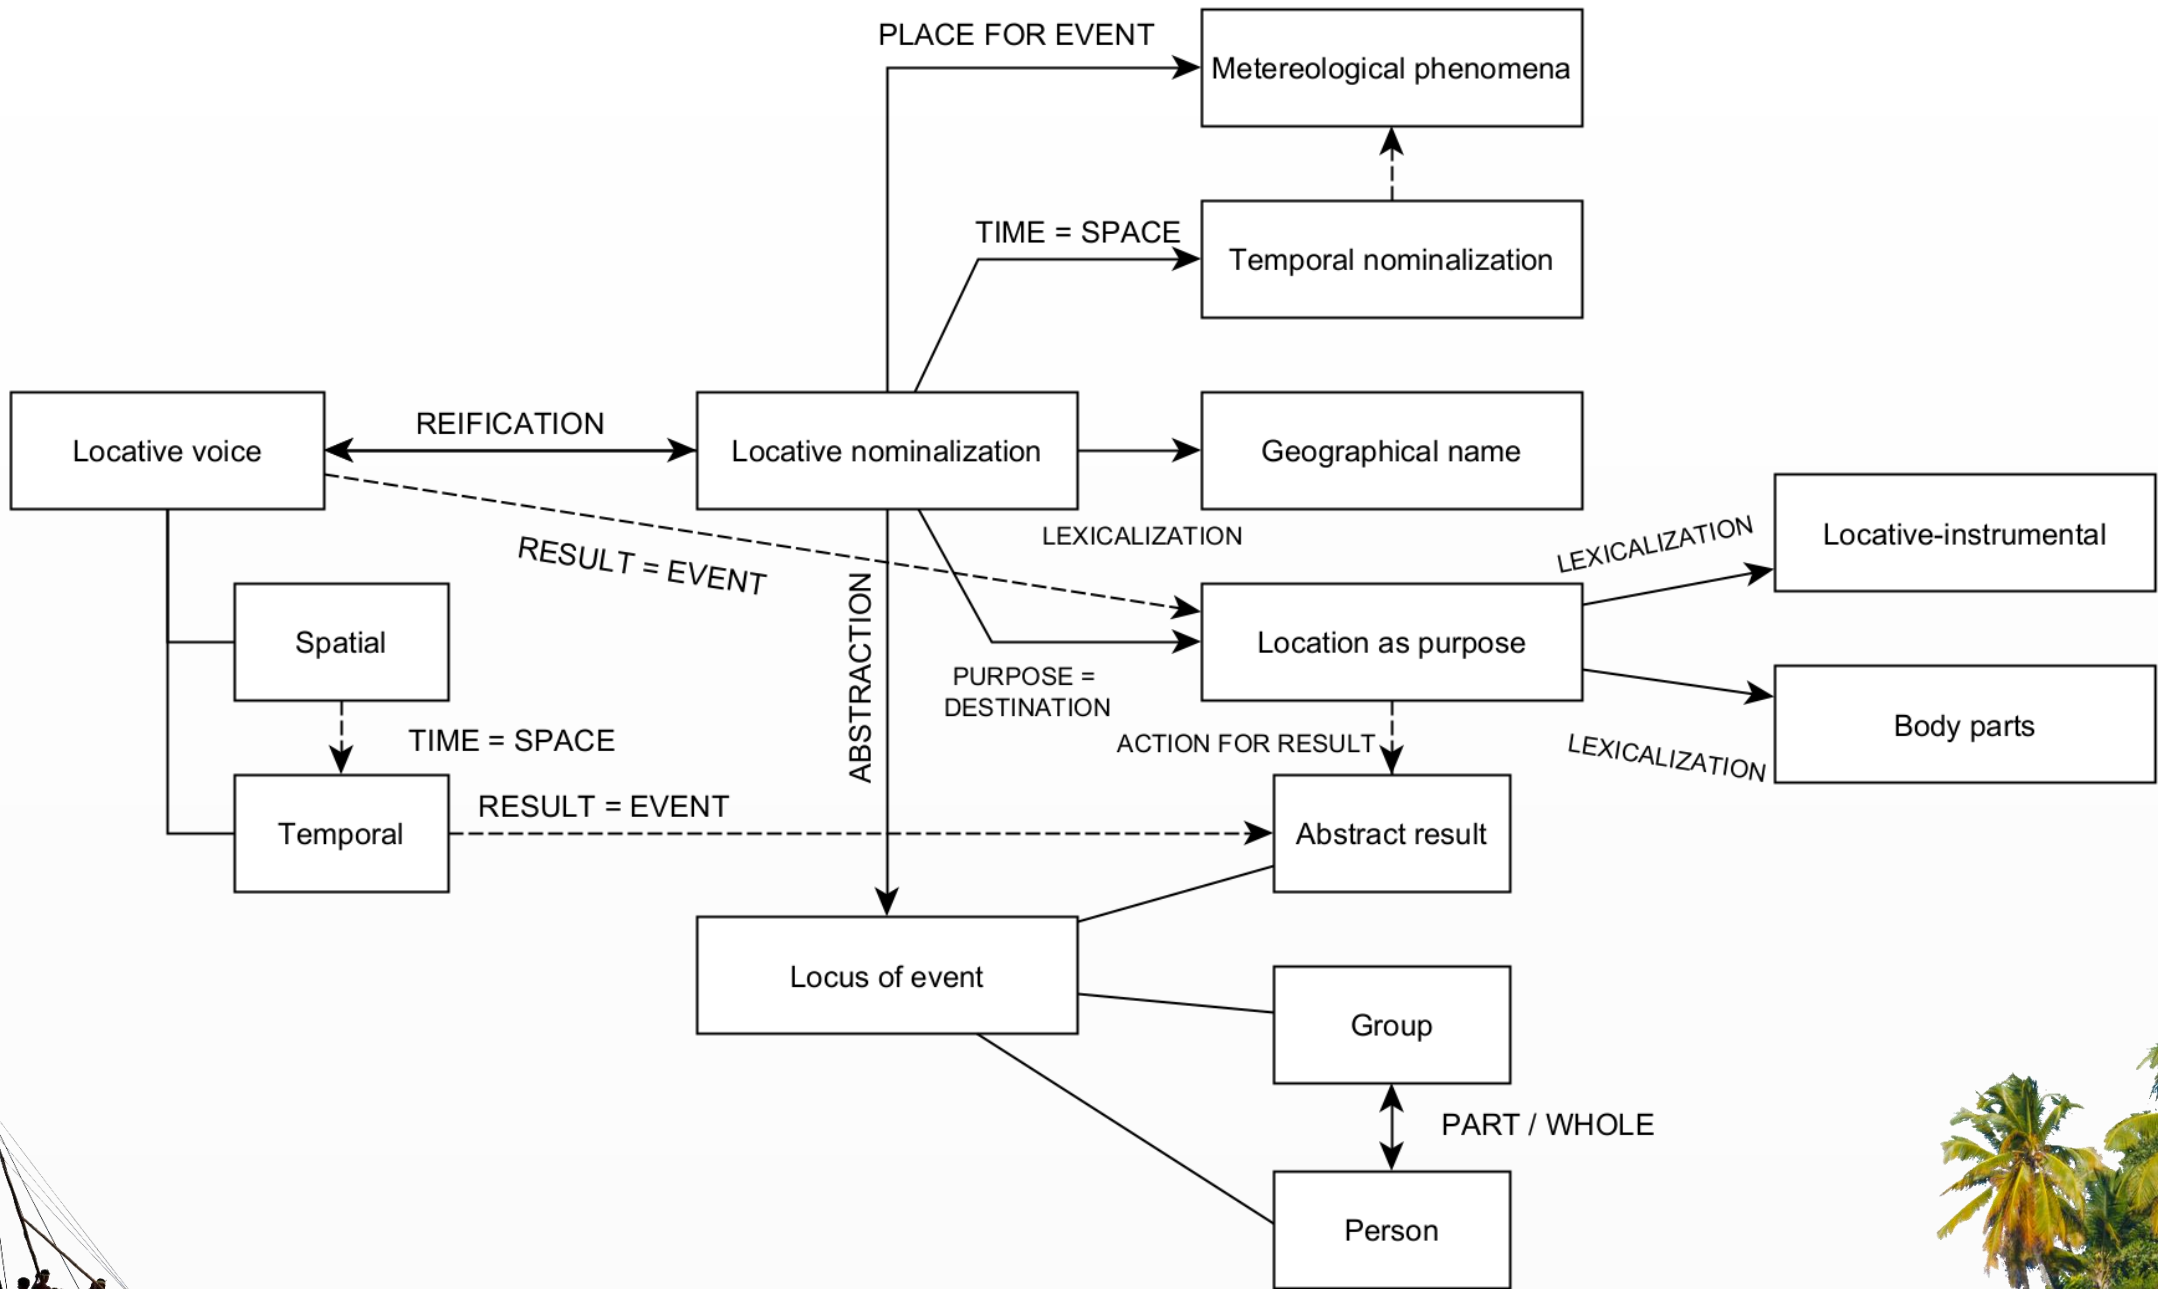 PLACE FOR EVENT
Metereological phenomena
TIME = SPACE
Temporal nominalization
Locative voice
REIFICATION
Locative nominalization
Geographical name
LEXICALIZATION
RESULT = EVENT
LEXICALIZATION
Locative-instrumental
Spatial
ABSTRACTION
Location as purpose
PURPOSE =
DESTINATION
Body parts
TIME = SPACE
ACTION FOR RESULT
LEXICALIZATION
RESULT = EVENT
Temporal
Abstract result
Locus of event
Group
PART / WHOLE
Person